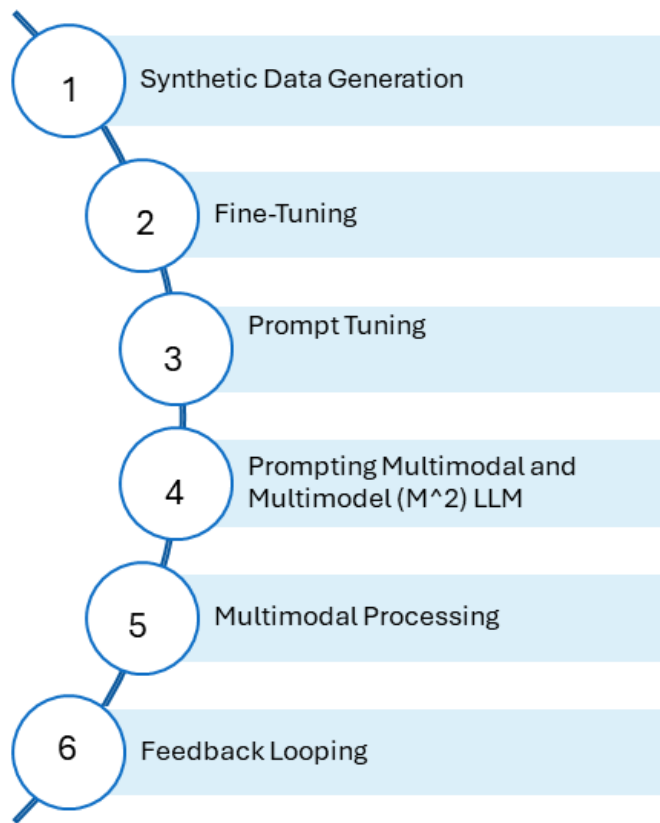 1
Synthetic Data Generation
2
Fine-Tuning
3
Prompt Tuning
4
Prompting Multimodal and
Multimodel (M^2) LLM
5
Multimodal Processing
6
Feedback Looping